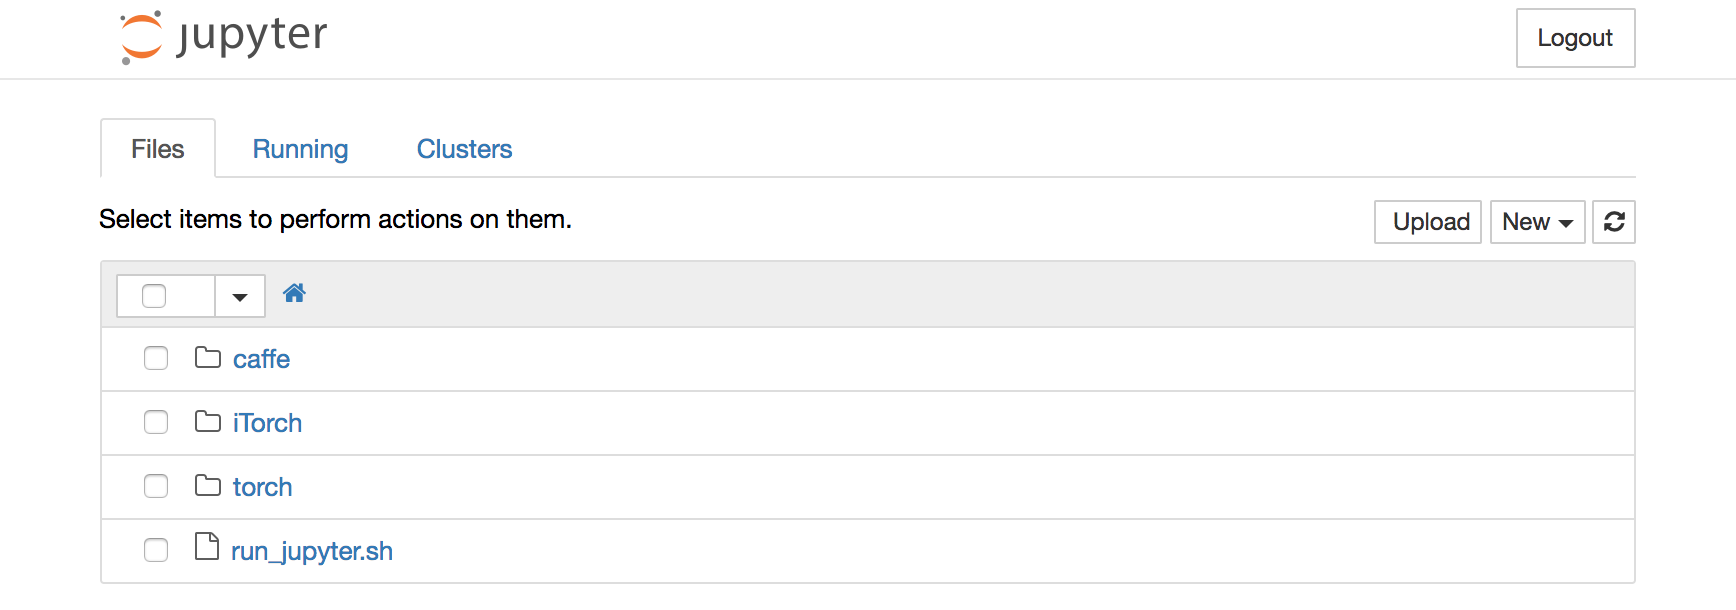 jupyter
Logout
Files
Running
Clusters
Select items to perform actions on them.
Upload
New
caffe
iTorch
torch
run_jupyter.sh